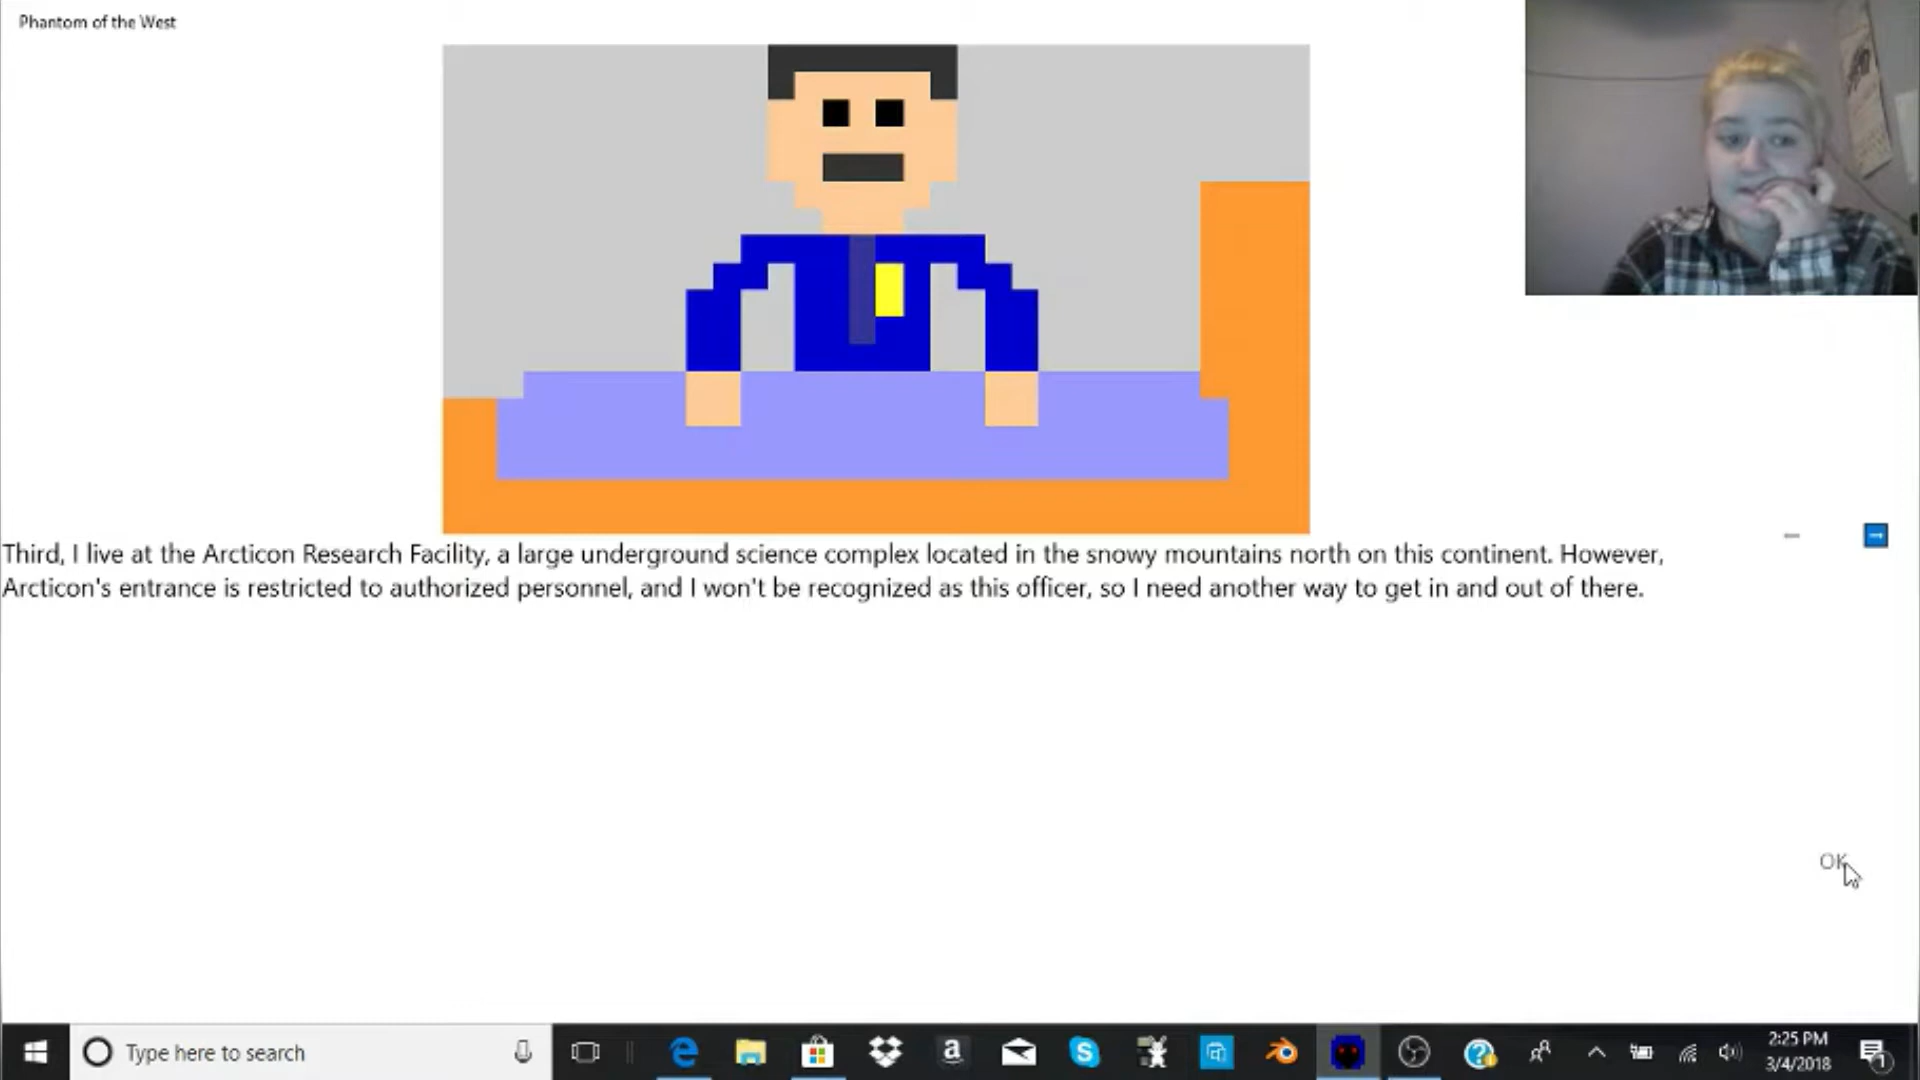 Phantom of the West
Third, I live at the Arcticon Research Facility, a large underground science complex located in the snowy mountains north on this continent. However,
Arcticon's entrance is restricted to authorized personnel, and I won't be recognized as this officer, so I need another way to get in and out of there.
OK
Type here to search
2:25 PM
3/4/2018